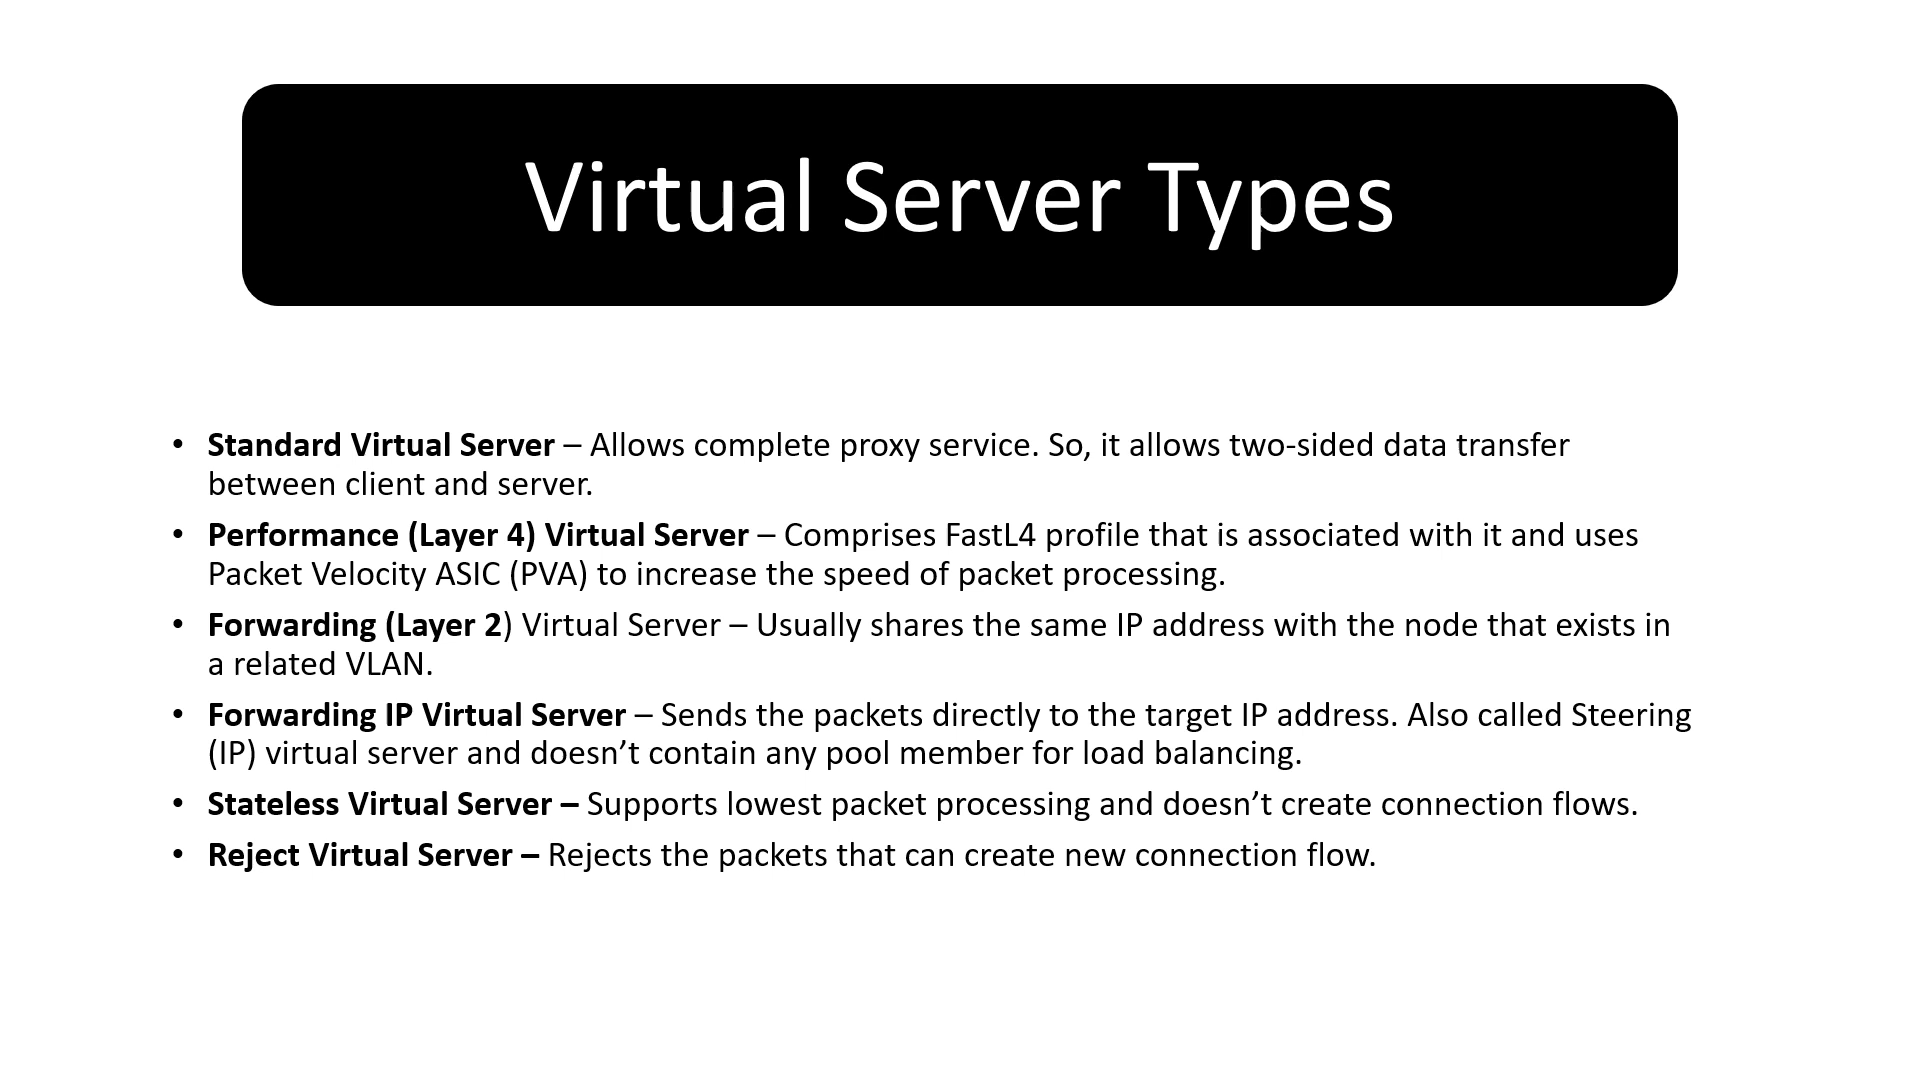 Virtual Server Types
• Standard Virtual Server – Allows complete proxy service. So, it allows two-sided data transfer
between client and server.
• Performance (Layer 4) Virtual Server – Comprises FastL4 profile that is associated with it and uses
Packet Velocity ASIC (PVA) to increase the speed of packet processing.
• Forwarding (Layer 2) Virtual Server – Usually shares the same IP address with the node that exists in
a related VLAN.
• Forwarding IP Virtual Server – Sends the packets directly to the target IP address. Also called Steering
(IP) virtual server and doesn’t contain any pool member for load balancing.
• Stateless Virtual Server – Supports lowest packet processing and doesn’t create connection flows.
• Reject Virtual Server – Rejects the packets that can create new connection flow.